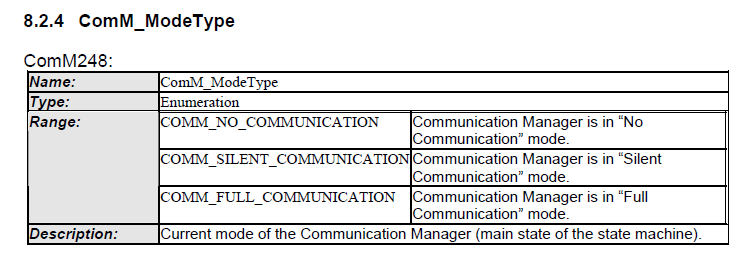 8.2.4 ComM_ModeType
ComM248:
Name: ComM_ModeType
Type: Enumeration
Range: COMM_NO_COMMUNICATION Communication Manager is in “No
Communication” mode.
COMM_SILENT_COMMUNICATION Communication Manager is in “Silent
Communication” mode.
COMM_FULL_COMMUNICATION Communication Manager is in “Full
Communication” mode.
Description: Current mode of the Communication Manager (main state of the state machine).